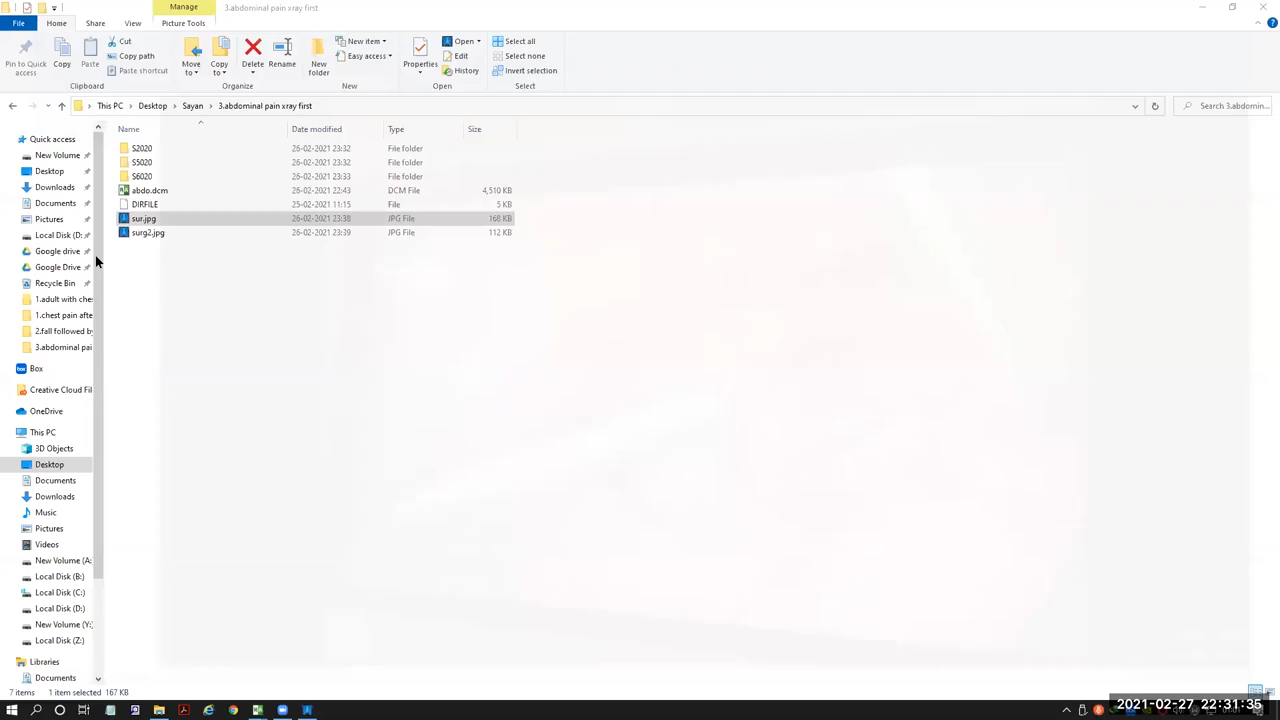 Manage
3.abdominal pain xray first
File
Home
Share
View
Picture Tools
Pin to Quick access
Copy
Paste
Cut
Copy path
Paste shortcut
Clipboard
Move to
Copy to
Delete
Rename
Organize
New folder
New item
Easy access
New
Properties
Open
Edit
History
Open
Select all
Select none
Invert selection
Select
This PC
Desktop
Sayan
3.abdominal pain xray first
Search 3.abdomin...
Name
Date modified
Type
Size
S2020 26-02-2021 23:32 File folder
S5020 26-02-2021 23:32 File folder
S6020 26-02-2021 23:33 File folder
abdo.dcm 26-02-2021 22:43 DCM File 4,510 KB
DIRFILE 25-02-2021 11:15 File 5 KB
sur.jpg 26-02-2021 23:38 JPG File 168 KB
surg2.jpg 26-02-2021 23:39 JPG File 112 KB
Quick access
New Volume
Desktop
Downloads
Documents
Pictures
Local Disk (D:
Google drive
Google Drive
Recycle Bin
1.adult with che
1.chest pain afte
2.fall followed by
3.abdominal pai
Box
Creative Cloud Fil
OneDrive
This PC
3D Objects
Desktop
Documents
Downloads
Music
Pictures
Videos
New Volume (A:
Local Disk (B:)
Local Disk (C:)
Local Disk (D:)
New Volume (Y:
Local Disk (Z:)
Libraries
Documents
7 items 1 item selected 167 KB
2021-02-27 22:31:35